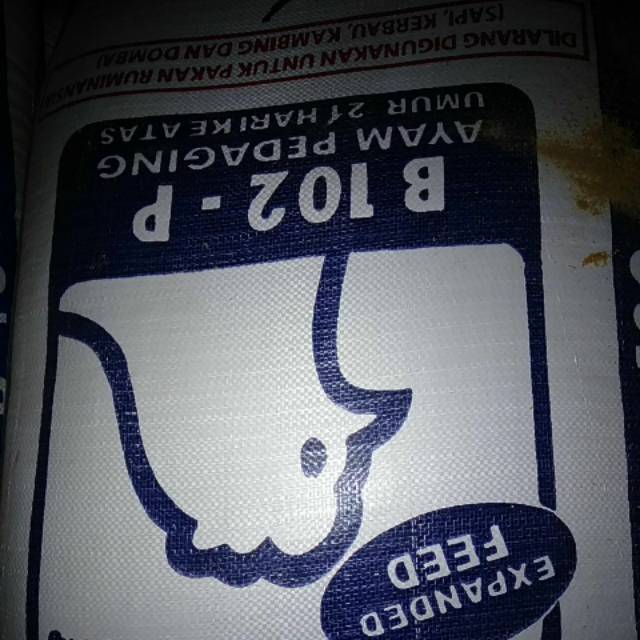 EXPANDED
FEED
B 102 - P
AYAM PEDAGING
UMUR 21 HARI KE ATAS
DILARANG DIGUNAKAN UNTUK PAKAN
(SAPI, KERBAU, KAMBING DAN DOMBA)